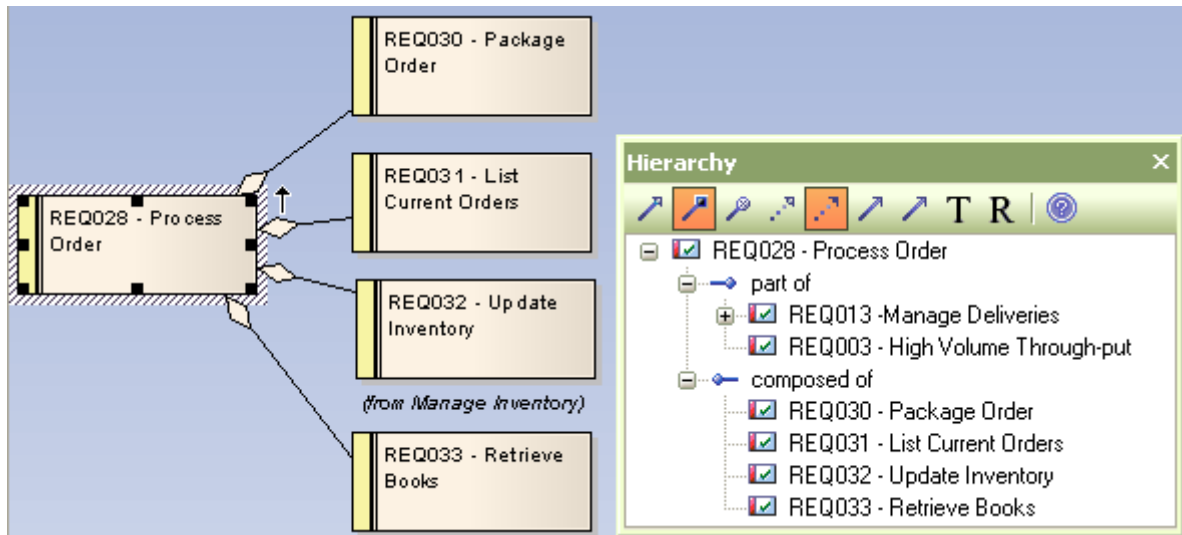 REQ030 - Package
Order
REQ031 - List
Current Orders
REQ028 - Process
Order
REQ032 - Update
Inventory
(from Manage Inventory)
REQ033 - Retrieve
Books
Hierarchy
T R
REQ028 - Process Order
part of
REQ013 -Manage Deliveries
REQ003 - High Volume Through-put
composed of
REQ030 - Package Order
REQ031 - List Current Orders
REQ032 - Update Inventory
REQ033 - Retrieve Books